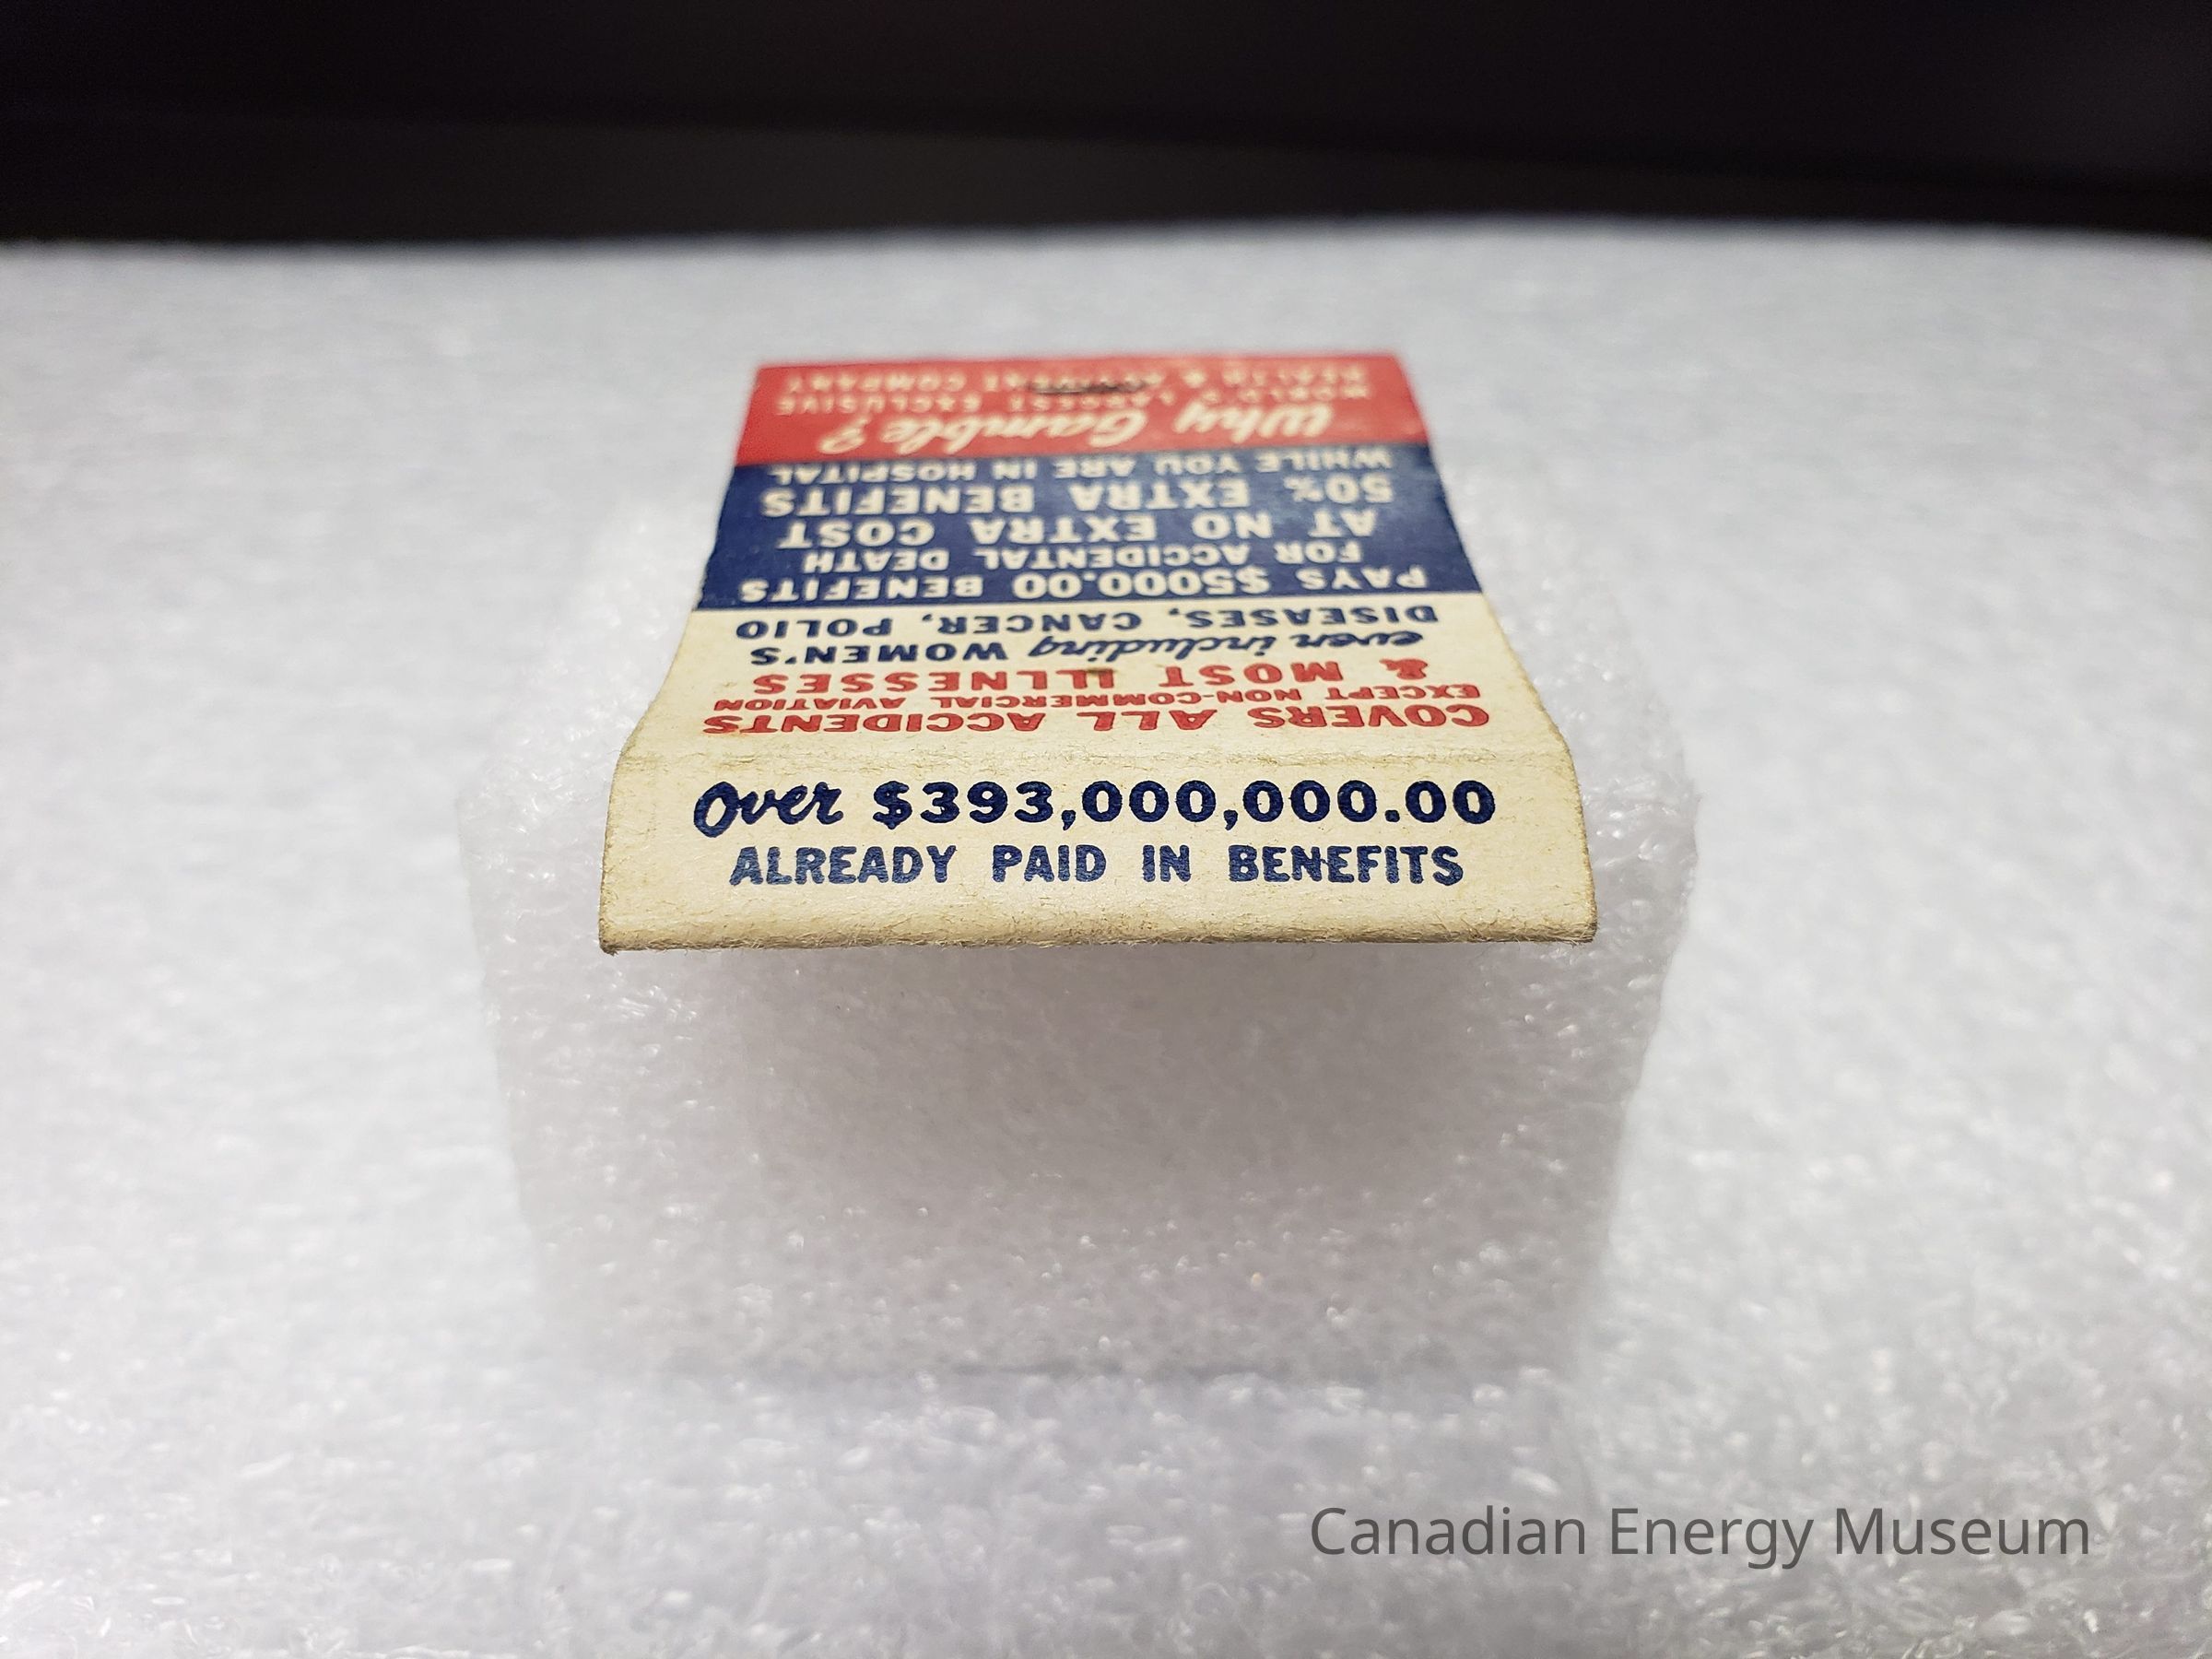 Over $393,000,000.00
ALREADY PAID IN BENEFITS
COVERS ALL ACCIDENTS
EXCEPT NON-COMMERCIAL AVIATION
& MOST ILLNESSES
even including WOMEN'S
DISEASES, CANCER, POLIO
PAYS $5000.00 BENEFITS
FOR ACCIDENTAL DEATH
AT NO EXTRA COST
50% EXTRA BENEFITS
WHILE YOU ARE IN HOSPITAL
Why Gamble?
WORLD'S LARGEST EXCLUSIVE
HEALTH & ACCIDENT COMPANY
Canadian Energy Museum